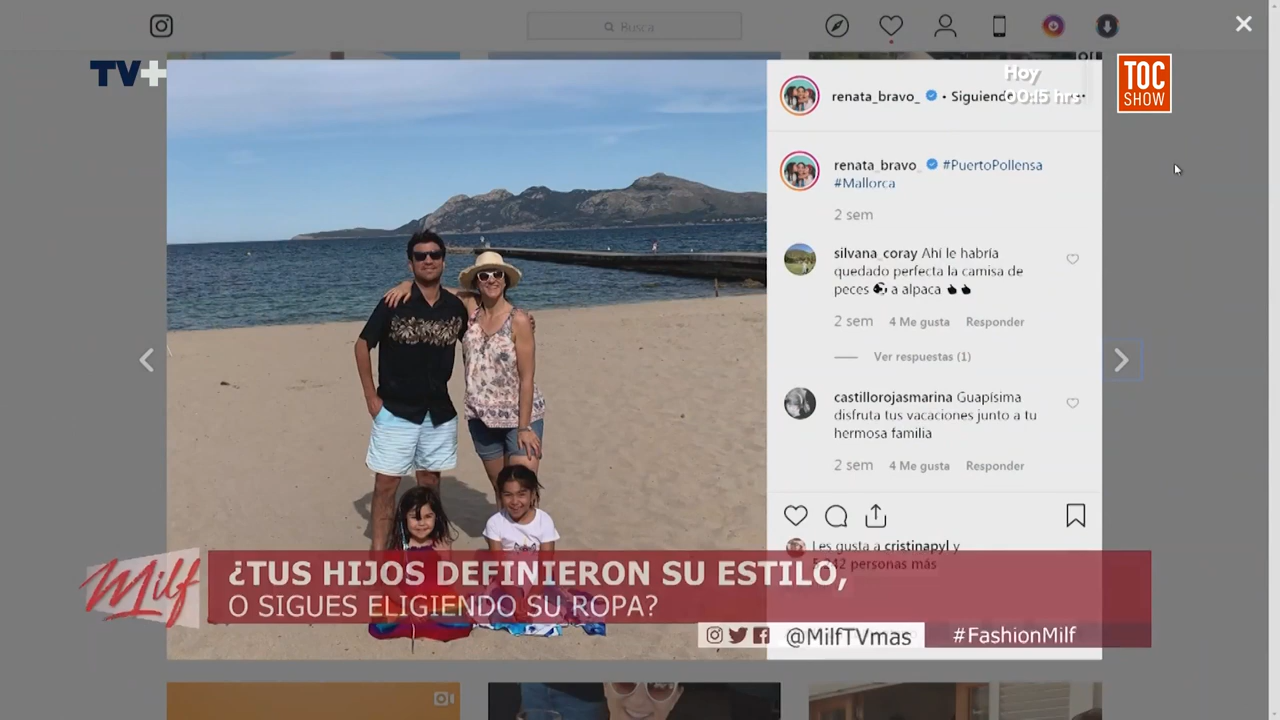 Busca
TV+
Hoy
00:15 hrs
TOC
SHOW
renata_bravo_ • Siguiendo
renata_bravo_ #PuertoPollensa
#Mallorca
2 sem
silvana_coray Ahí le habría
quedado perfecta la camisa de
peces a alpaca
2 sem 4 Me gusta Responder
Ver respuestas (1)
castillorojasmarina Guapísima
disfruta tus vacaciones junto a tu
hermosa familia
2 sem 4 Me gusta Responder
Les gusta a cristinapyl y
5,242 personas más
Milf
¿TUS HIJOS DEFINIERON SU ESTILO,
O SIGUES ELIGIENDO SU ROPA?
@MilfTVmas
#FashionMilf